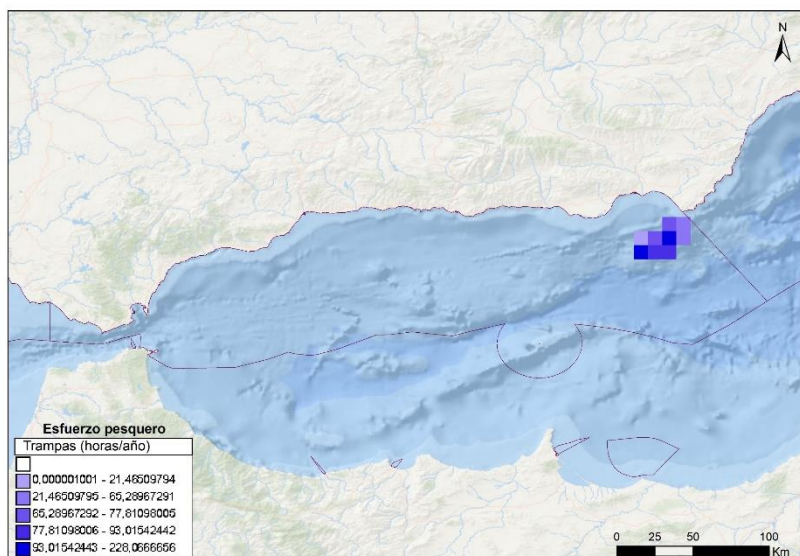 N
Esfuerzo pesquero
Trampas (horas/año)
0,000001001 - 21,46509794
21,46509795 - 65,28967291
65,28967292 - 77,81098005
77,81098006 - 93,01542442
93,01542443 - 228,0666656
0 25 50 100
Km